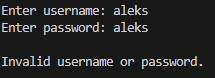 Enter username: aleks
Enter password: aleks
Invalid username or password.